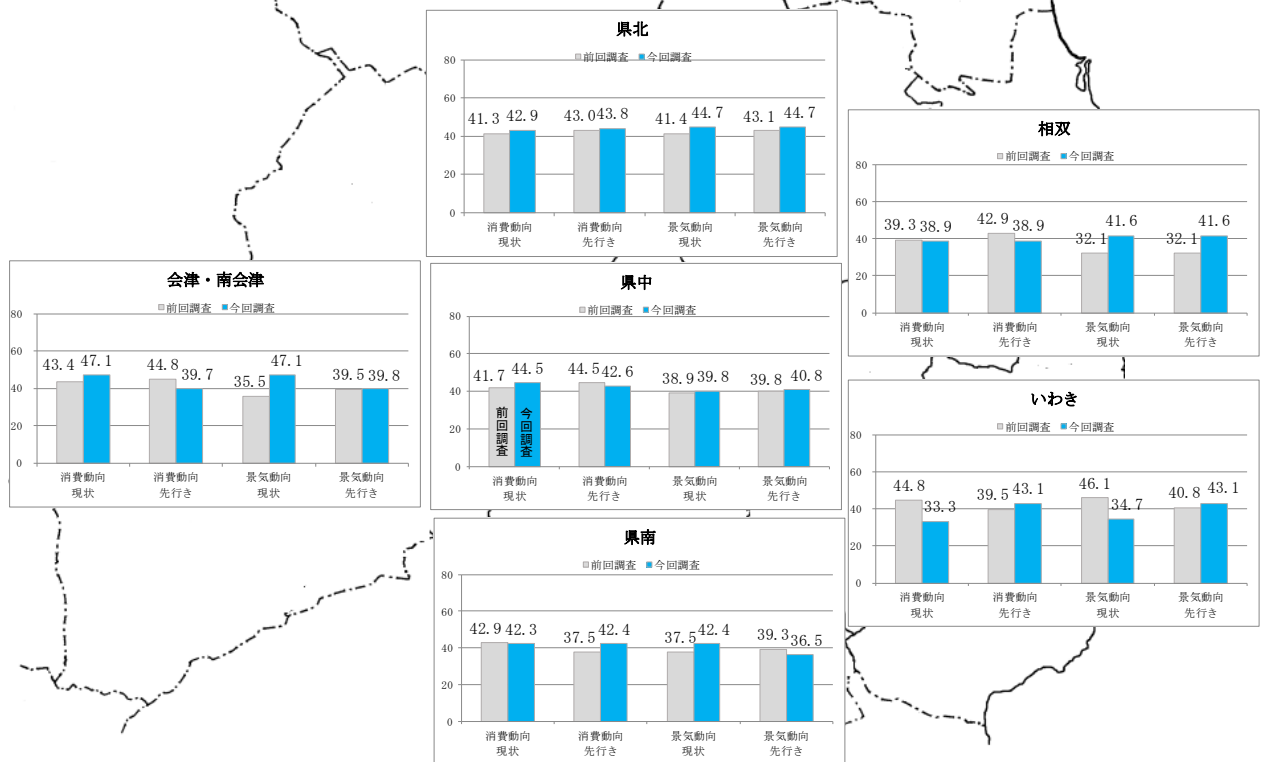 県北
前回調査 今回調査
80
60
40
20
0
41.3 42.9 43.0 43.8 41.4 44.7 43.1 44.7
消費動向 消費動向 景気動向 景気動向
現状 先行き 現状 先行き
相双
前回調査 今回調査
80
60
40
20
0
39.3 38.9 42.9 38.9 32.1 41.6 32.1 41.6
消費動向 消費動向 景気動向 景気動向
現状 先行き 現状 先行き
会津・南会津
前回調査 今回調査
80
60
40
20
0
43.4 47.1 44.8 39.7 35.5 47.1 39.5 39.8
消費動向 消費動向 景気動向 景気動向
現状 先行き 現状 先行き
県中
前回調査 今回調査
80
60
40
20
0
41.7 44.5 44.5 42.6 38.9 39.8 39.8 40.8
前回調査
今回調査
消費動向 消費動向 景気動向 景気動向
現状 先行き 現状 先行き
いわき
前回調査 今回調査
80
60
40
20
0
44.8 33.3 39.5 43.1 46.1 34.7 40.8 43.1
消費動向 消費動向 景気動向 景気動向
現状 先行き 現状 先行き
県南
前回調査 今回調査
80
60
40
20
0
42.9 42.3 37.5 42.4 37.5 42.4 39.3 36.5
消費動向 消費動向 景気動向 景気動向
現状 先行き 現状 先行き